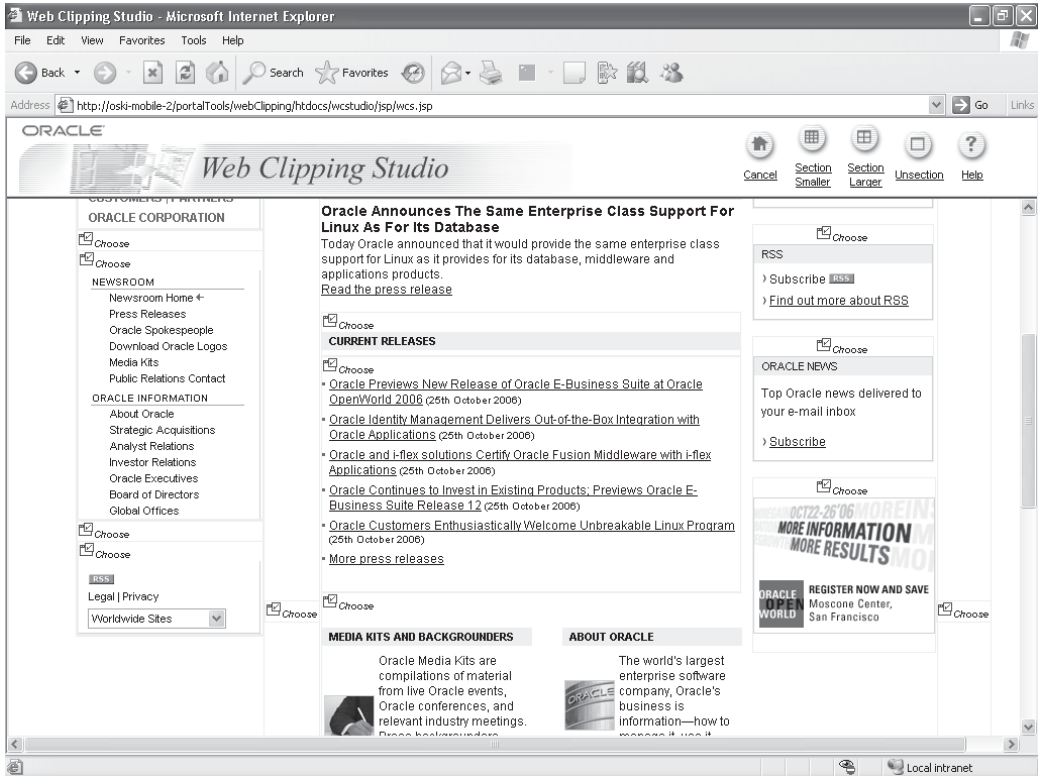 Web Clipping Studio - Microsoft Internet Explorer
File Edit View Favorites Tools Help
Back Search Favorites
Address http://oski-mobile-2/portalTools/webClipping/htdocs/wcstudio/jsp/wcs.jsp Go Links
ORACLE
Web Clipping Studio
Cancel
Section Smaller
Section Larger
Unsection
Help
CUSTOMERS | PARTNERS
ORACLE CORPORATION
Choose
Choose
NEWSROOM
Newsroom Home
Press Releases
Oracle Spokespeople
Download Oracle Logos
Media Kits
Public Relations Contact
ORACLE INFORMATION
About Oracle
Strategic Acquisitions
Analyst Relations
Investor Relations
Oracle Executives
Board of Directors
Global Offices
Choose
Choose
RSS
Legal | Privacy
Worldwide Sites
Choose
Oracle Announces The Same Enterprise Class Support For
Linux As For Its Database
Today Oracle announced that it would provide the same enterprise class
support for Linux as it provides for its database, middleware and
applications products.
Read the press release
Choose
CURRENT RELEASES
Choose
Oracle Previews New Release of Oracle E-Business Suite at Oracle
OpenWorld 2006 (25th October 2006)
Oracle Identity Management Delivers Out-of-the-Box Integration with
Oracle Applications (25th October 2006)
Oracle and i-flex solutions Certify Oracle Fusion Middleware with i-flex
Applications (25th October 2006)
Oracle Continues to Invest in Existing Products; Previews Oracle E-
Business Suite Release 12 (25th October 2006)
Oracle Customers Enthusiastically Welcome Unbreakable Linux Program
(25th October 2006)
More press releases
Choose
MEDIA KITS AND BACKGROUNDERS
Oracle Media Kits are
compilations of material
from live Oracle events,
Oracle conferences, and
relevant industry meetings.
Press backgrounders
ABOUT ORACLE
ORACLE
The world's largest
enterprise software
company, Oracle's
business is
information—how to
manage it, use it
Choose
RSS
Subscribe RSS
Find out more about RSS
Choose
ORACLE NEWS
Top Oracle news delivered to
your e-mail inbox
Subscribe
Choose
OCT22-26'06
MORE INFORMATION
MORE RESULTS
ORACLE
OPEN
WORLD
REGISTER NOW AND SAVE
Moscone Center,
San Francisco
Choose
Local intranet